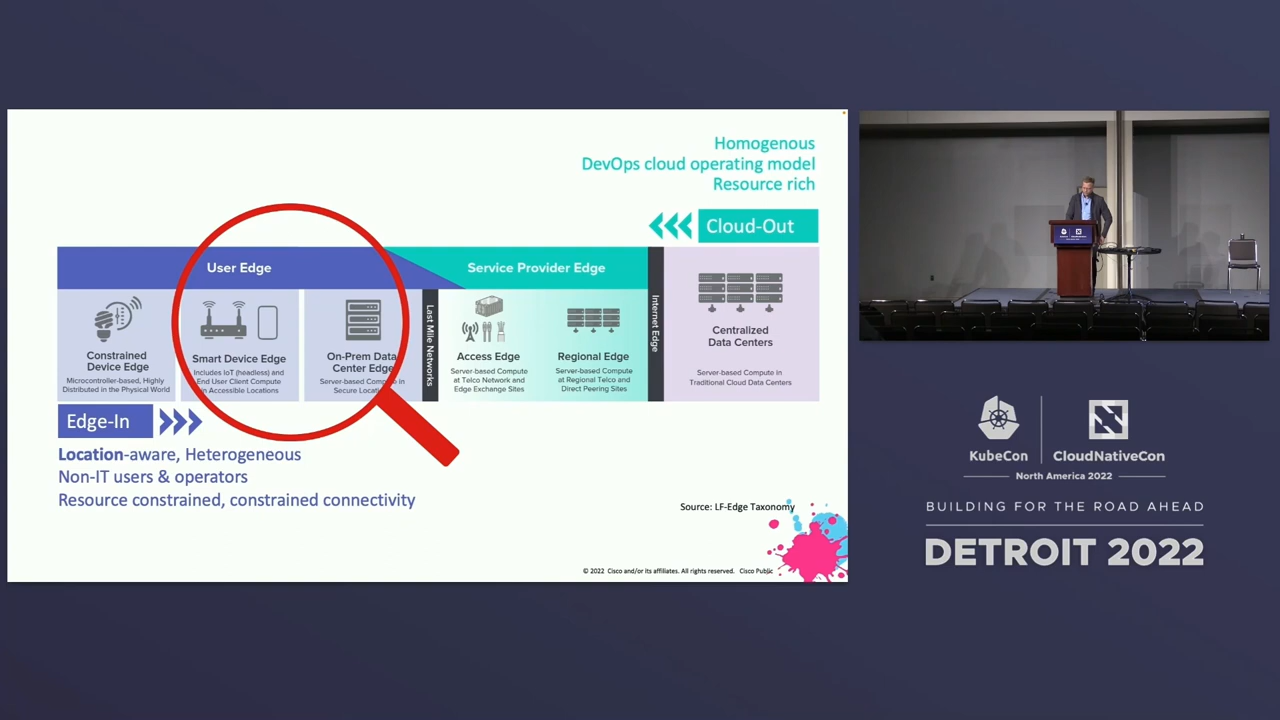 Homogenous
DevOps cloud operating model
Resource rich
Cloud-Out
User Edge
Service Provider Edge
Constrained
Device Edge
Microcontroller-based, Highly
Distributed in the Physical World
Smart Device Edge
Includes IoT (headless) and
End User Client Compute
in Accessible Locations
On-Prem Data
Center Edge
Server-based Compute in
Secure Locations
Last Mile Networks
Access Edge
Server-based Compute
at Telco Network and
Edge Exchange Sites
Regional Edge
Server-based Compute
at Regional Telco and
Direct Peering Sites
Internet Edge
Centralized
Data Centers
Server-based Compute in
Traditional Cloud Data Centers
Edge-In
Location-aware, Heterogeneous
Non-IT users & operators
Resource constrained, constrained connectivity
Source: LF-Edge Taxonomy
© 2022 Cisco and/or its affiliates. All rights reserved. Cisco Public
KubeCon
CloudNativeCon
North America 2022
BUILDING FOR THE ROAD AHEAD
DETROIT 2022